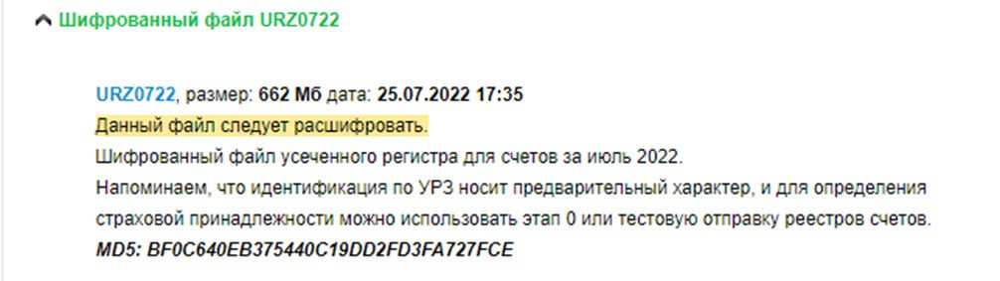 Шифрованный файл URZ0722
URZ0722, размер: 662 Мб дата: 25.07.2022 17:35
Данный файл следует расшифровать.
Шифрованный файл усеченного регистра для счетов за июль 2022.
Напоминаем, что идентификация по УРЗ носит предварительный характер, и для определения
страховой принадлежности можно использовать этап 0 или тестовую отправку реестров счетов.
MD5: BF0C640EB375440C19DD2FD3FA727FCE